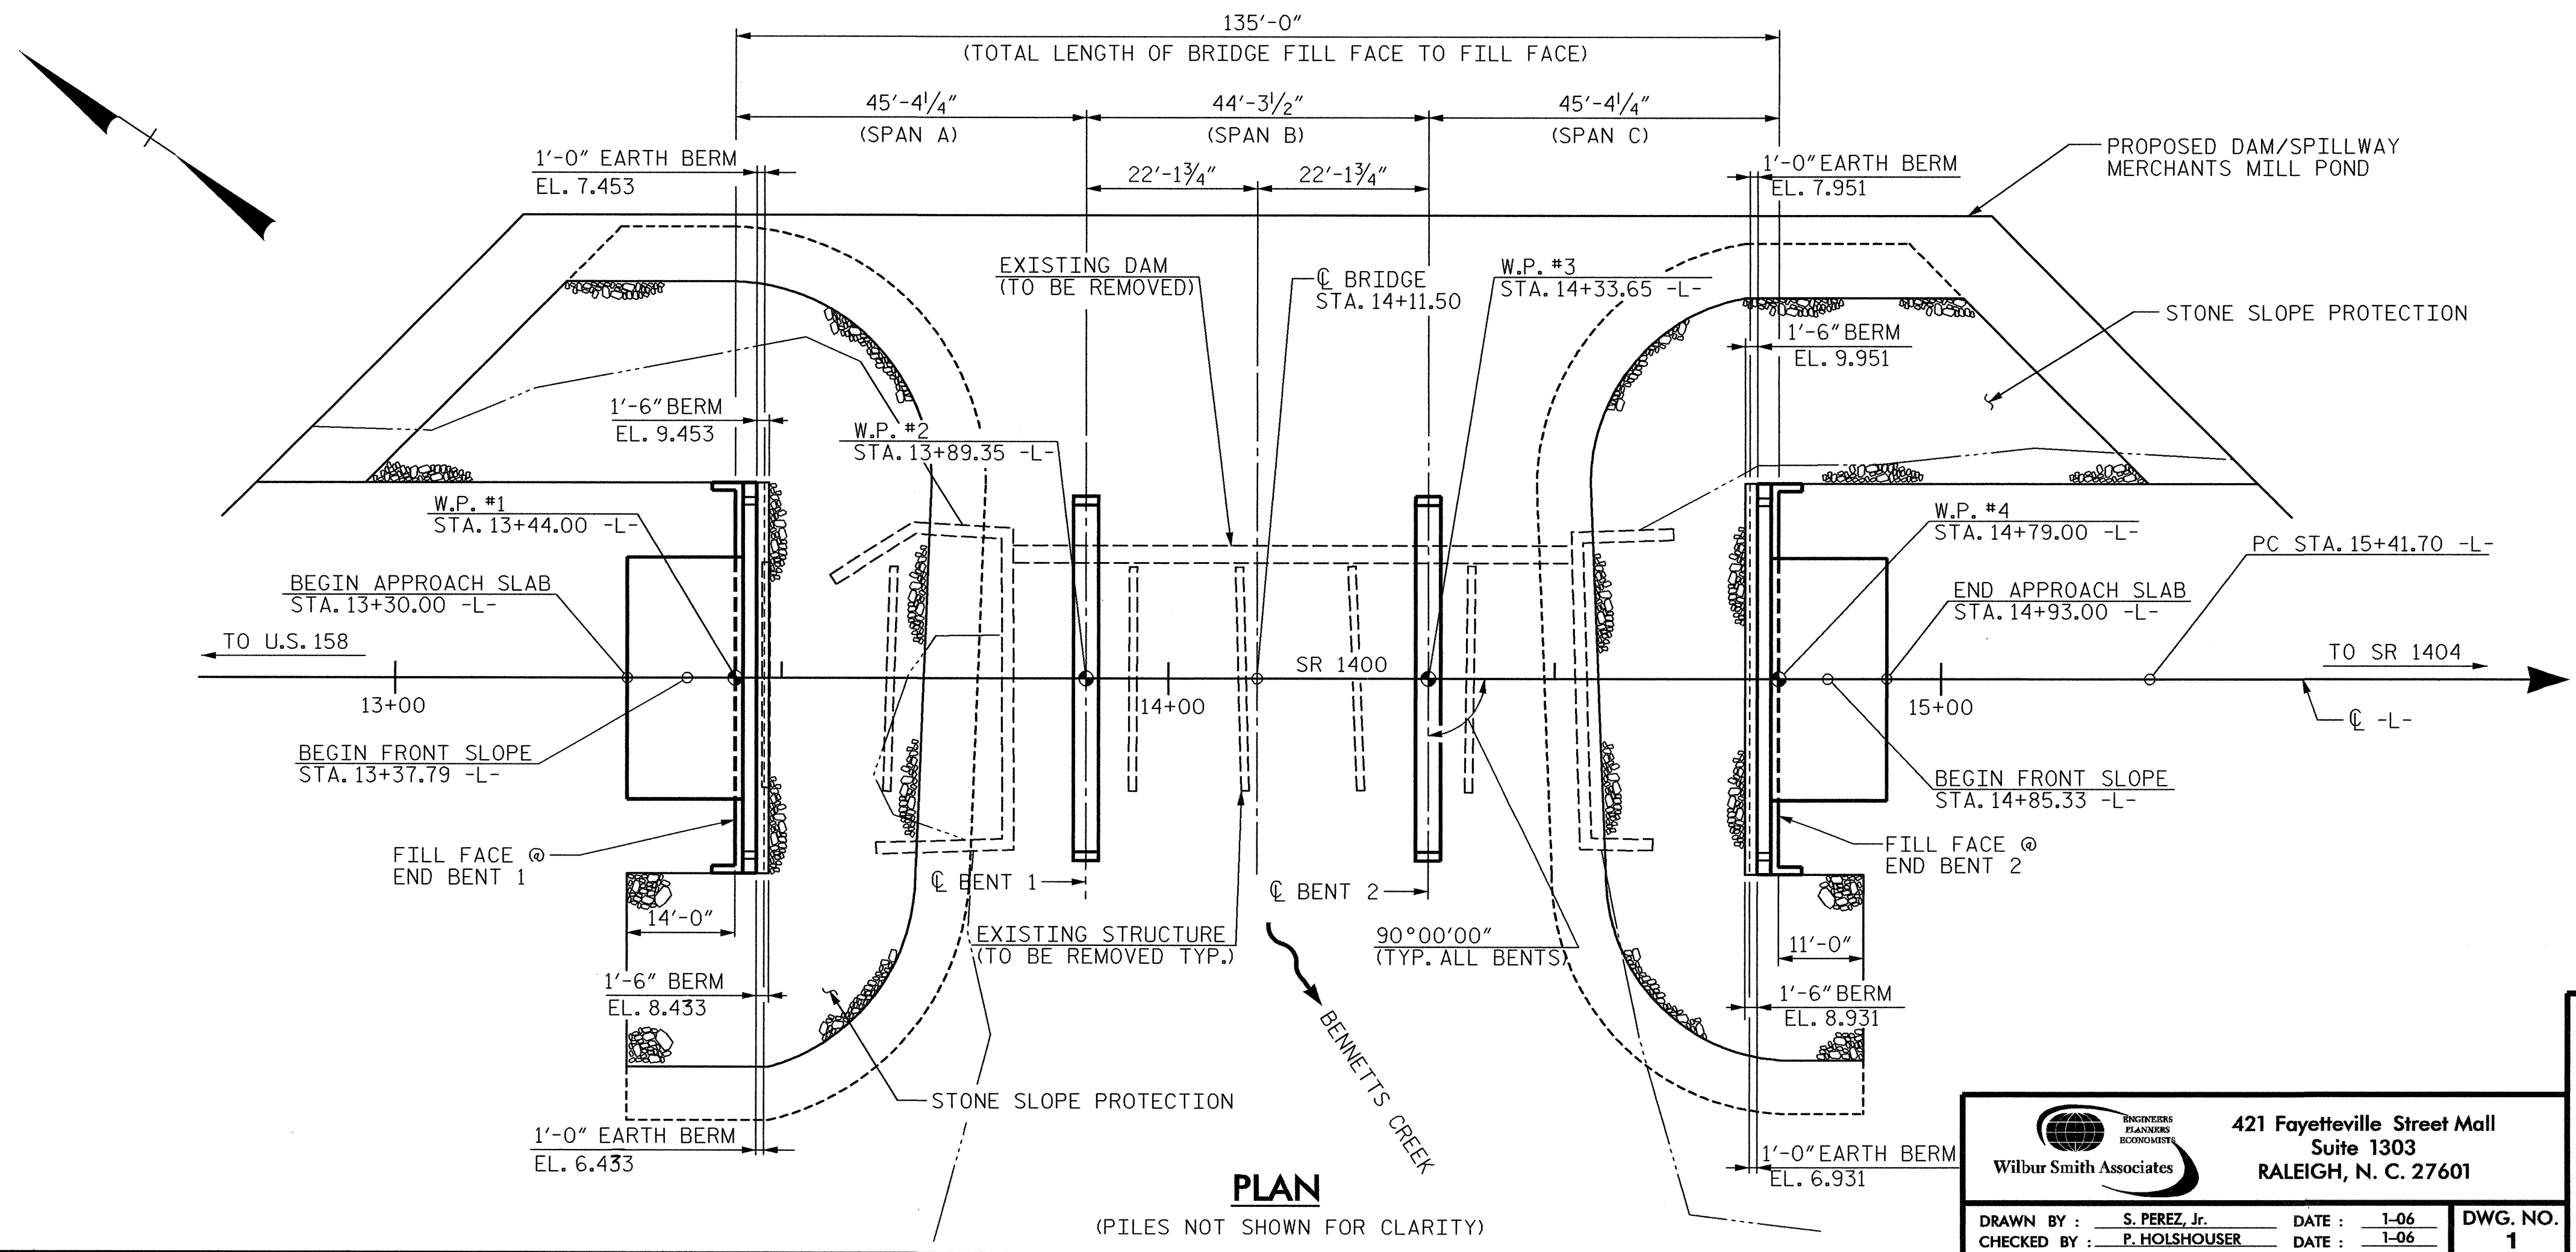 135'-0"
(TOTAL LENGTH OF BRIDGE FILL FACE TO FILL FACE)
45'-4¼"
(SPAN A)
44'-3½"
(SPAN B)
45'-4¼"
(SPAN C)
22'-1¾"
22'-1¾"
1'-0" EARTH BERM
EL. 7.453
1'-0" EARTH BERM
EL. 7.951
PROPOSED DAM/SPILLWAY
MERCHANTS MILL POND
EXISTING DAM
(TO BE REMOVED)
℄ BRIDGE
STA. 14+11.50
W.P. #3
STA. 14+33.65 -L-
STONE SLOPE PROTECTION
1'-6" BERM
EL. 9.951
1'-6" BERM
EL. 9.453
W.P. #2
STA. 13+89.35 -L-
W.P. #1
STA. 13+44.00 -L-
W.P. #4
STA. 14+79.00 -L-
PC STA. 15+41.70 -L-
BEGIN APPROACH SLAB
STA. 13+30.00 -L-
END APPROACH SLAB
STA. 14+93.00 -L-
TO U.S. 158
SR 1400
TO SR 1404
13+00
14+00
15+00
℄ -L-
BEGIN FRONT SLOPE
STA. 13+37.79 -L-
BEGIN FRONT SLOPE
STA. 14+85.33 -L-
FILL FACE @
END BENT 1
FILL FACE @
END BENT 2
℄ BENT 1
℄ BENT 2
14'-0"
EXISTING STRUCTURE
(TO BE REMOVED TYP.)
90°00'00"
(TYP. ALL BENTS)
11'-0"
1'-6" BERM
EL. 8.433
1'-6" BERM
EL. 8.931
BENNETTS CREEK
STONE SLOPE PROTECTION
1'-0" EARTH BERM
EL. 6.433
1'-0" EARTH BERM
EL. 6.931
PLAN
(PILES NOT SHOWN FOR CLARITY)
ENGINEERS
PLANNERS
ECONOMISTS
Wilbur Smith Associates
421 Fayetteville Street Mall
Suite 1303
RALEIGH, N. C. 27601
DRAWN BY : S. PEREZ, Jr. DATE : 1-06
CHECKED BY : P. HOLSHOUSER DATE : 1-06
DWG. NO.
1